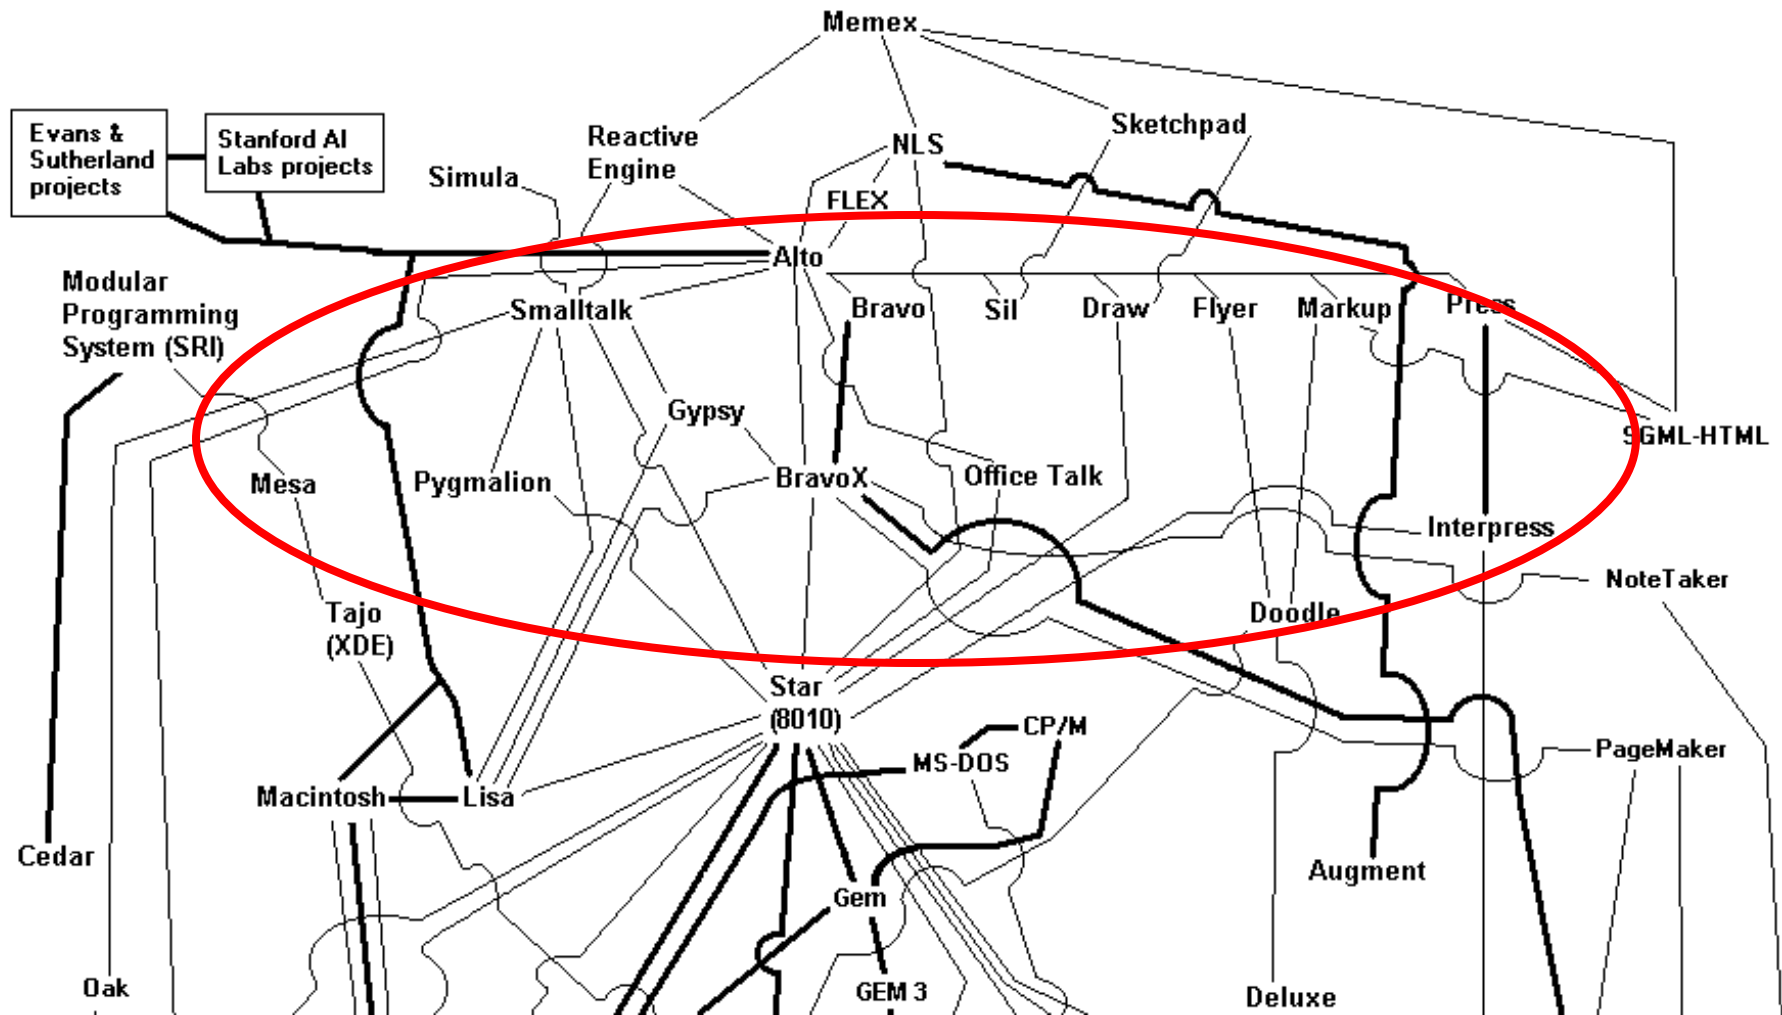 Memex
Evans &
Sutherland
projects
Stanford AI
Labs projects
Reactive
Engine
NLS
Sketchpad
Simula
FLEX
Alto
Modular
Programming
System (SRI)
Smalltalk
Bravo
Sil
Draw
Flyer
Markup
Press
Gypsy
SGML-HTML
Mesa
Pygmalion
BravoX
Office Talk
Interpress
NoteTaker
Tajo
(XDE)
Doodle
Star
(8010)
CP/M
MS-DOS
PageMaker
Macintosh
Lisa
Cedar
Augment
Gem
Oak
GEM 3
Deluxe